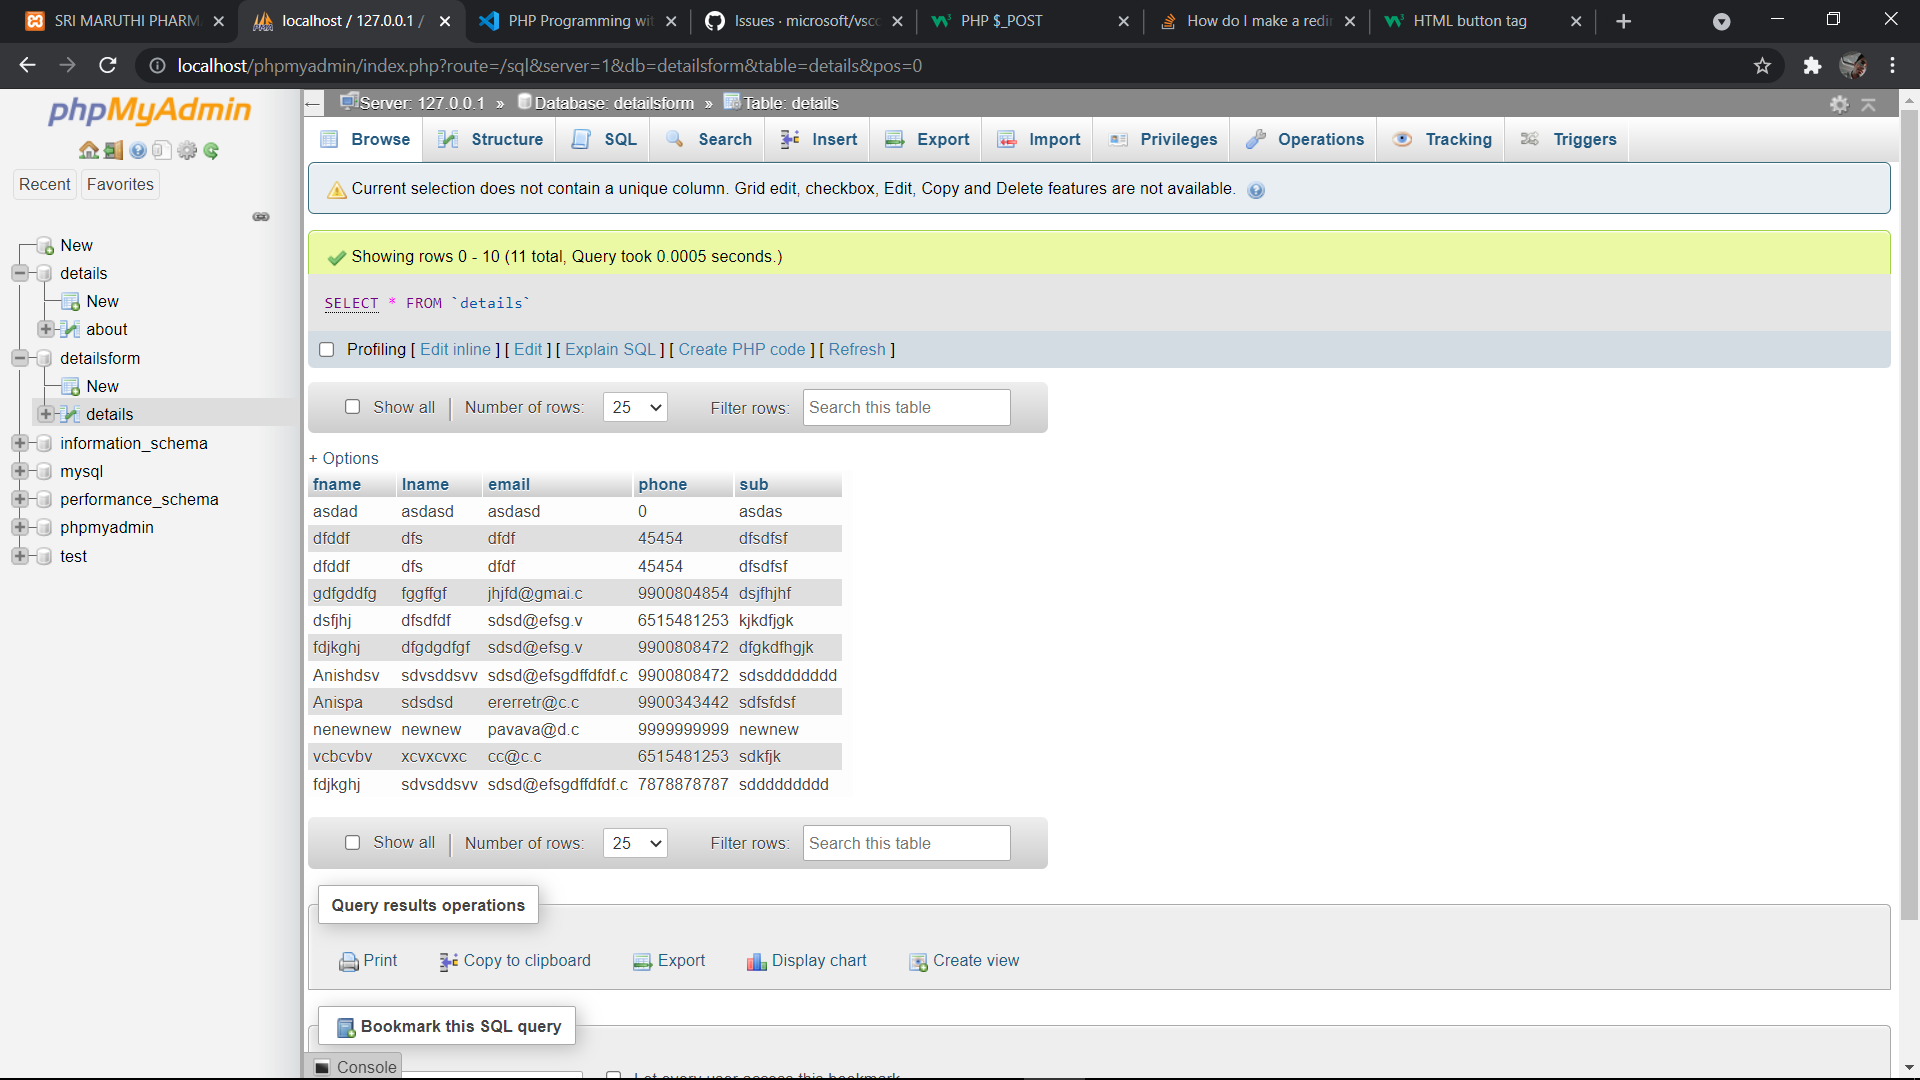 SRI MARUTHI PHARM
localhost / 127.0.0.1 /
PHP Programming wit
Issues · microsoft/vsco
PHP $_POST
How do I make a redir
HTML button tag
localhost/phpmyadmin/index.php?route=/sql&server=1&db=detailsform&table=details&pos=0
phpMyAdmin
Recent
Favorites
New
details
New
about
detailsform
New
details
information_schema
mysql
performance_schema
phpmyadmin
test
Server: 127.0.0.1 » Database: detailsform » Table: details
Browse Structure SQL Search Insert Export Import Privileges Operations Tracking Triggers
Current selection does not contain a unique column. Grid edit, checkbox, Edit, Copy and Delete features are not available.
Showing rows 0 - 10 (11 total, Query took 0.0005 seconds.)
SELECT * FROM `details`
Profiling [ Edit inline ] [ Edit ] [ Explain SQL ] [ Create PHP code ] [ Refresh ]
Show all | Number of rows: 25 Filter rows: Search this table
+ Options
fname lname email phone sub
asdad asdasd asdasd 0 asdas
dfddf dfs dfdf 45454 dfsdfsf
dfddf dfs dfdf 45454 dfsdfsf
gdfgddfg fggffgf jhjfd@gmai.c 9900804854 dsjfhjhf
dsfjhj dfsdfdf sdsd@efsg.v 6515481253 kjkdfjgk
fdjkghj dfgdgdfgf sdsd@efsg.v 9900808472 dfgkdfhgjk
Anishdsv sdvsddsvv sdsd@efsgdffdfdf.c 9900808472 sdsdddddddd
Anispa sdsdsd ererretr@c.c 9900343442 sdfsfdsf
nenewnew newnew pavava@d.c 9999999999 newnew
vcbcvbv xcvxcvxc cc@c.c 6515481253 sdkfjk
fdjkghj sdvsddsvv sdsd@efsgdffdfdf.c 7878878787 sddddddddd
Show all | Number of rows: 25 Filter rows: Search this table
Query results operations
Print Copy to clipboard Export Display chart Create view
Bookmark this SQL query
Console
Let every user access this bookmark